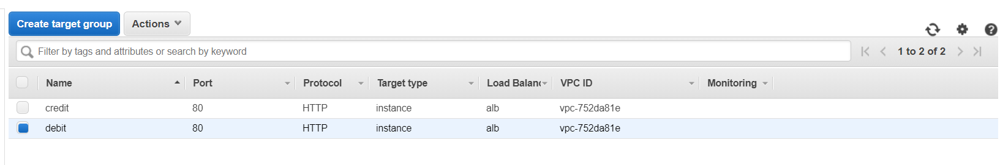 Create target group Actions
Filter by tags and attributes or search by keyword 1 to 2 of 2
Name Port Protocol Target type Load Balanc VPC ID Monitoring
credit 80 HTTP instance alb vpc-752da81e
debit 80 HTTP instance alb vpc-752da81e